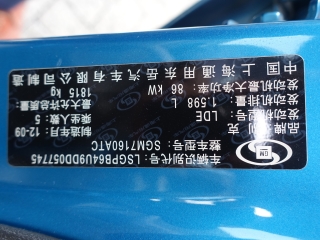 中国 上海通用东岳汽车有限公司制造
品牌 别克
整车型号: SGM7160ATC
车辆识别代号: LSGPB64U9DD057745
发动机型号: LDE
发动机排量: 1.598 L
发动机最大净功率: 86 kW
制造年月: 12-09
乘坐人数: 5
最大允许总质量: 1815 kg
GM